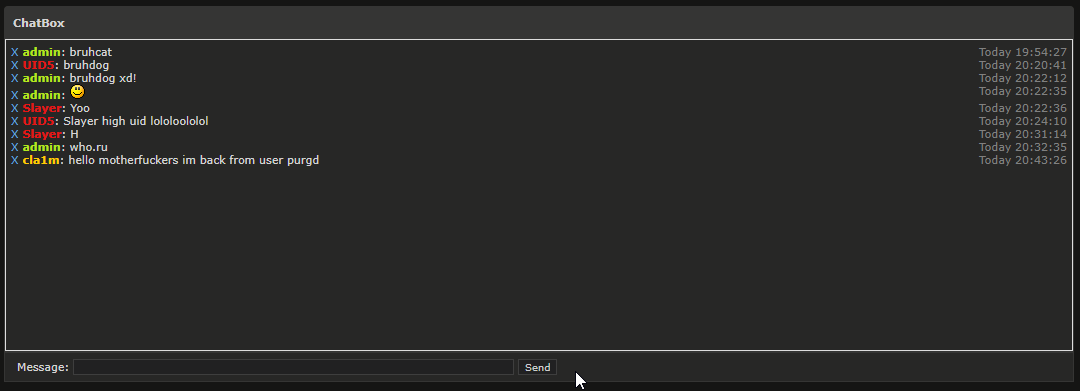 ChatBox
X admin: bruhcat Today 19:54:27
X UID5: bruhdog Today 20:20:41
X admin: bruhdog xd! Today 20:22:12
X admin: Today 20:22:35
X Slayer: Yoo Today 20:22:36
X UID5: Slayer high uid lololoololol Today 20:24:10
X Slayer: H Today 20:31:14
X admin: who.ru Today 20:32:35
X cla1m: hello motherfuckers im back from user purgd Today 20:43:26
Message: Send